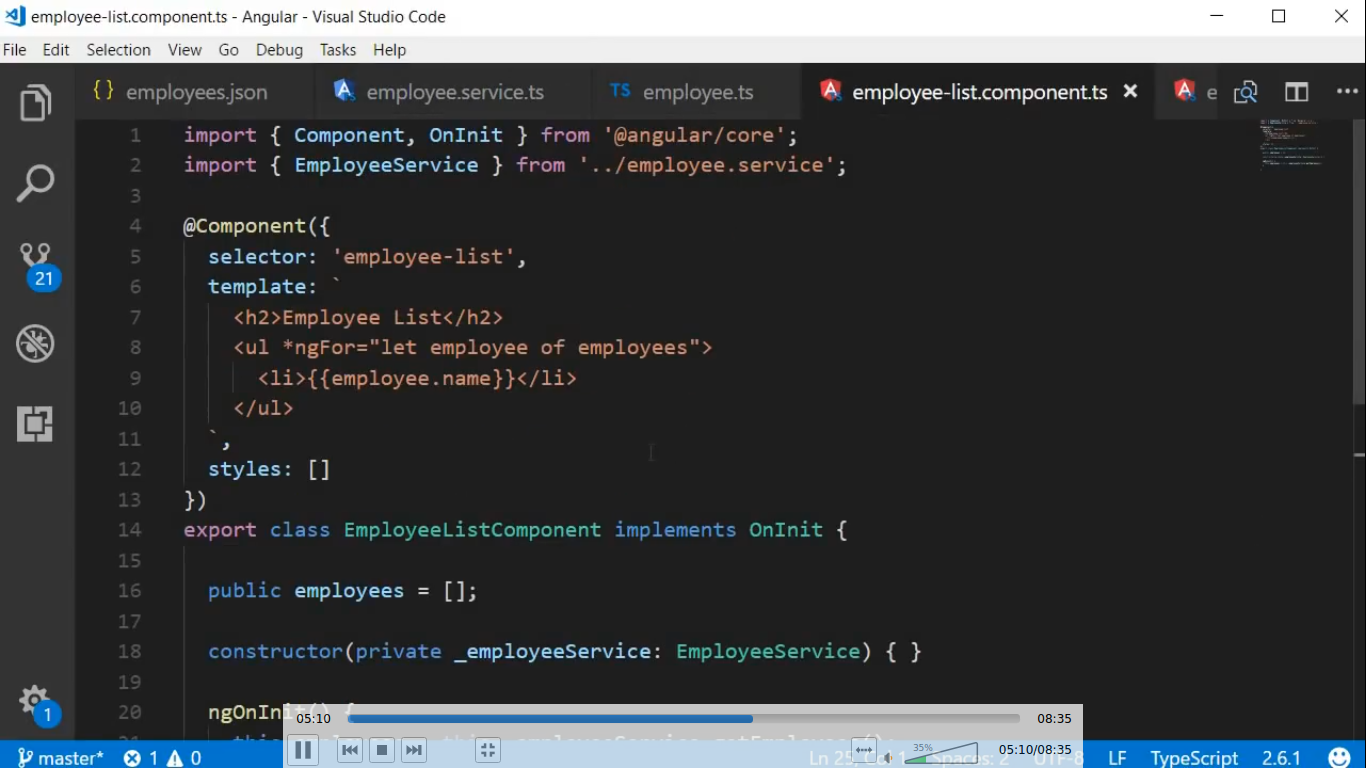 employee-list.component.ts - Angular - Visual Studio Code
File Edit Selection View Go Debug Tasks Help
{} employees.json employee.service.ts TS employee.ts employee-list.component.ts e
1 import { Component, OnInit } from '@angular/core';
2 import { EmployeeService } from '../employee.service';
3
4 @Component({
5 selector: 'employee-list',
6 template: `
7 <h2>Employee List</h2>
8 <ul *ngFor="let employee of employees">
9 <li>{{employee.name}}</li>
10 </ul>
11 `,
12 styles: []
13 })
14 export class EmployeeListComponent implements OnInit {
15
16 public employees = [];
17
18 constructor(private _employeeService: EmployeeService) { }
19
20 ngOnInit() {
21
05:10 08:35
35% 05:10/08:35
master* 1 0 Ln 25, Col 1 Spaces: 2 UTF-8 LF TypeScript 2.6.1
21
1